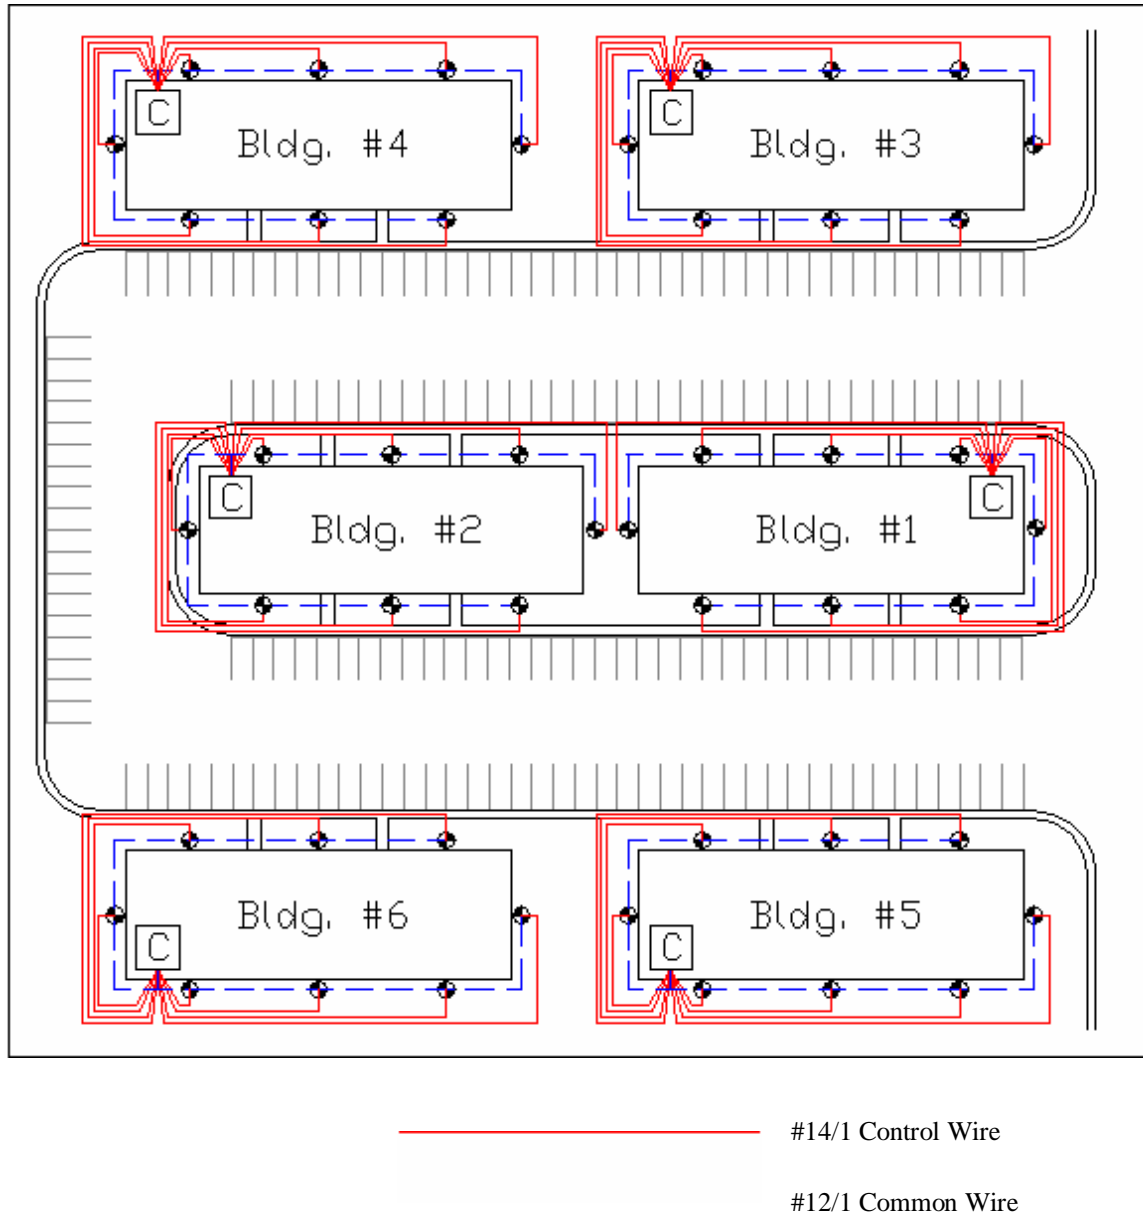 C
C
Bldg. #4
Bldg. #3
C
C
Bldg. #2
Bldg. #1
Bldg. #6
Bldg. #5
C
C
#14/1 Control Wire
#12/1 Common Wire